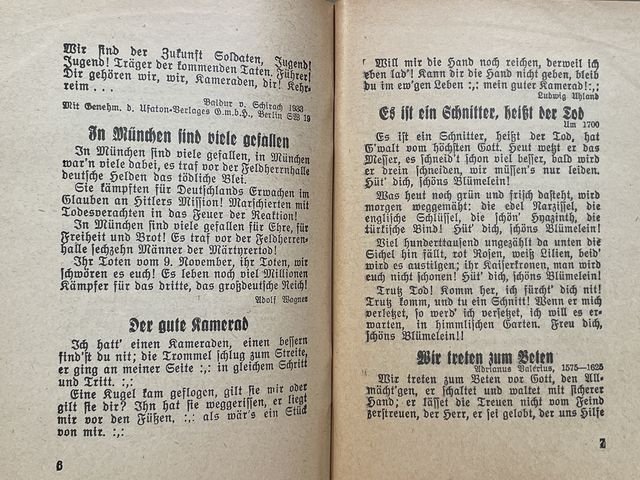 Wir sind der Zukunft Soldaten, Jugend!
Jugend! Träger der kommenden Taten. Führer!
Dir gehören wir, wir, Kameraden, dir! Kehr-
reim . . .
Baldur v. Schirach 1933
Mit Genehm. d. Ufaton-Verlages G.m.b.H., Berlin SW 19
In München sind viele gefallen
In München sind viele gefallen, in München
war'n viele dabei, es traf vor der Feldherrnhalle
deutsche Helden das tödliche Blei.
Sie kämpften für Deutschlands Erwachen im
Glauben an Hitlers Mission! Marschierten mit
Todesverachten in das Feuer der Reaktion!
In München sind viele gefallen für Ehre, für
Freiheit und Brot! Es traf vor der Feldherren-
halle sechzehn Männer der Märtyrertod!
Ihr Toten vom 9. November, ihr Toten, wir
schwören es euch! Es leben noch viel Millionen
Kämpfer für das dritte, das großdeutsche Reich!
Adolf Wagner
Der gute Kamerad
Ich hatt' einen Kameraden, einen bessern
find'st du nit; die Trommel schlug zum Streite,
er ging an meiner Seite :,: in gleichem Schritt
und Tritt. :,:
Eine Kugel kam geflogen, gilt sie mir oder
gilt sie dir? Ihn hat sie weggerissen, er liegt
mir vor den Füßen, :,: als wär's ein Stück
von mir. :,:
6
Will mir die Hand noch reichen, derweil ich
eben lad'! Kann dir die Hand nicht geben, bleib
du im ew'gen Leben :,: mein guter Kamerad!:,:
Ludwig Uhland
Es ist ein Schnitter, heißt der Tod
Um 1700
Es ist ein Schnitter, heißt der Tod, hat
G'walt vom höchsten Gott. Heut wetzt er das
Messer, es schneid't schon viel besser, bald wird
er drein schneiden, wir müssen's nur leiden.
Hüt' dich, schöns Blümelein!
Was heut noch grün und frisch dasteht, wird
morgen weggemäht: die edel Narzissel, die
englische Schlüssel, die schön' Hyazinth, die
türkische Bind! Hüt' dich, schöns Blümelein!
Viel hunderttausend ungezählt da unten die
Sichel hin fällt, rot Rosen, weiß Lilien, beid'
wird es austilgen; ihr Kaiserkronen, man wird
euch nicht schonen! Hüt' dich, schöns Blümelein!
Trutz Tod! Komm her, ich fürcht' dich nit!
Trutz komm, und tu ein Schnitt! Wenn er mich
verletzet, so werd' ich versetzet, ich will es er-
warten, in himmlischen Garten. Freu dich,
schöns Blümelein!!
Wir treten zum Beten
Adrianus Valerius, 1575—1625
Wir treten zum Beten vor Gott, den All-
mächt'gen, er schaltet und waltet mit sicherer
Hand; er lässet die Treuen nicht vom Feind
zerstreuen, der Herr, er sei gelobt, der uns Hilfe
7